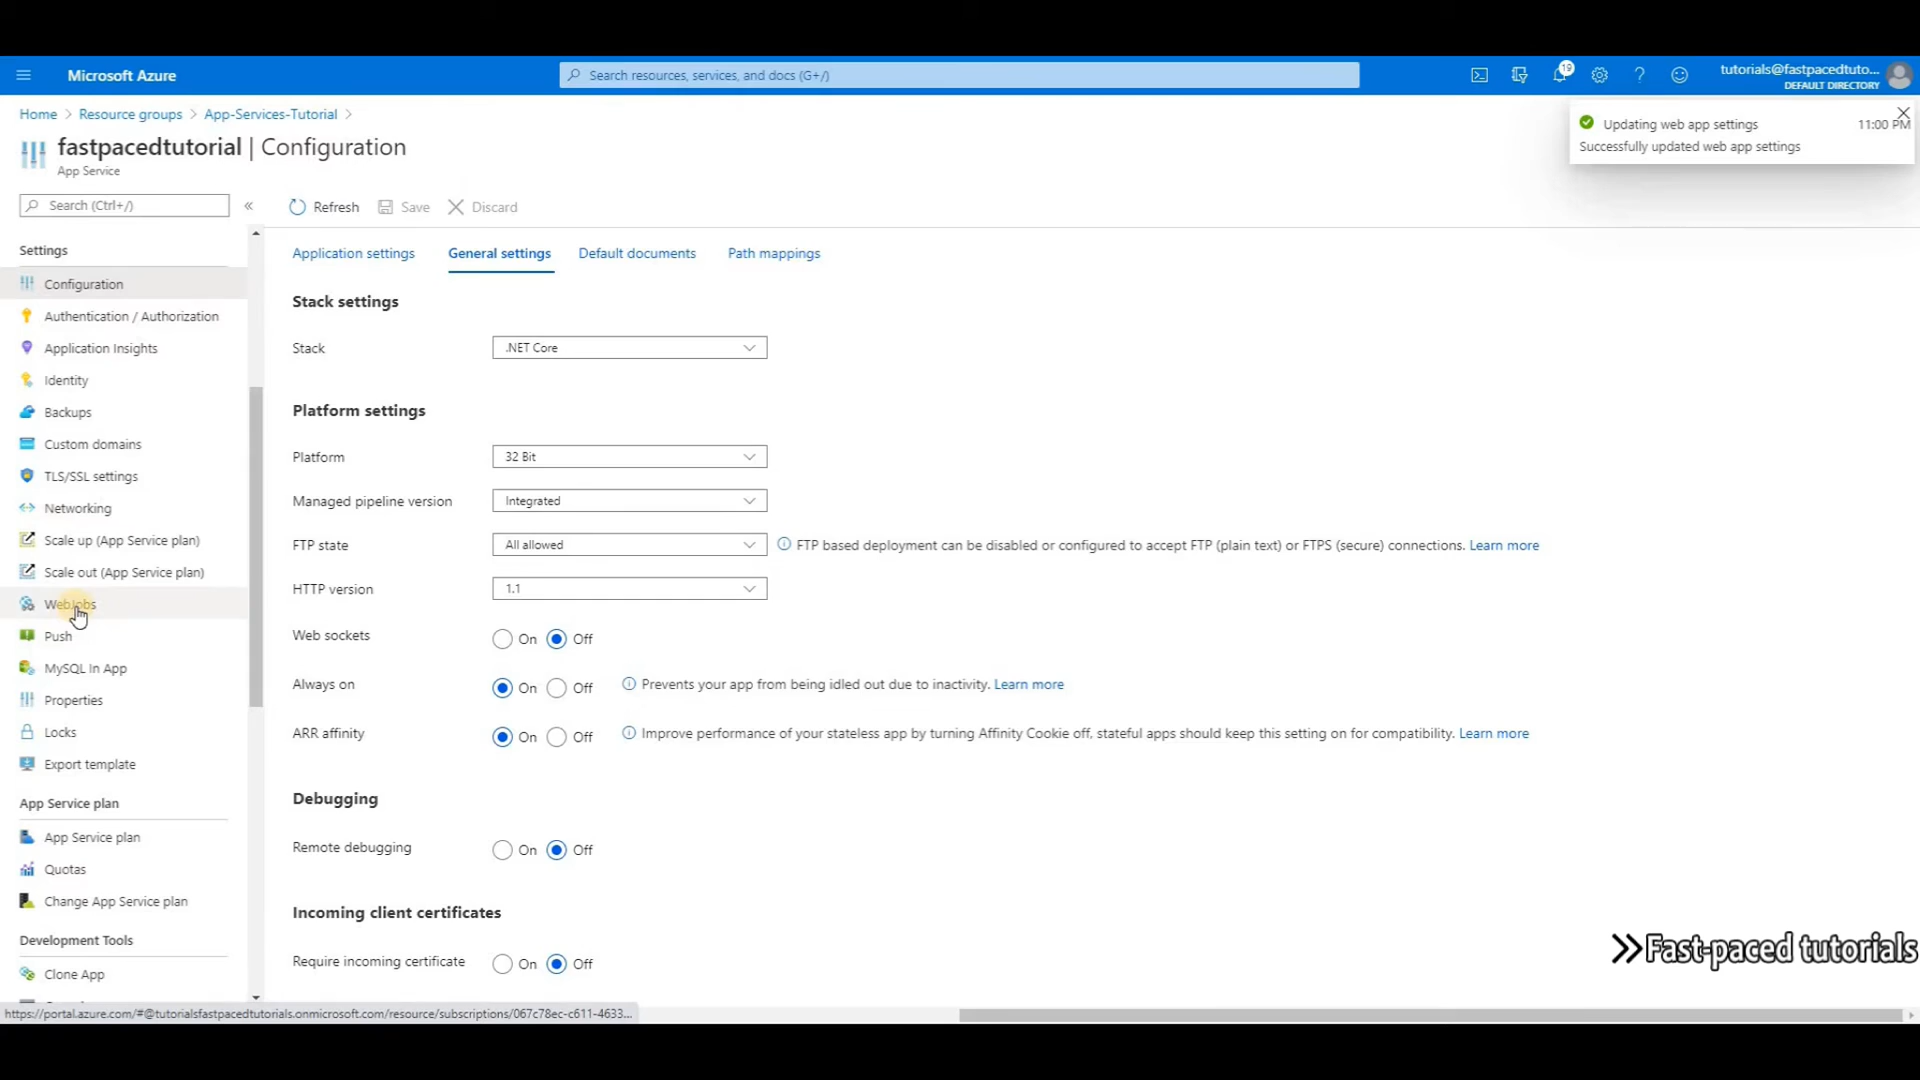 Microsoft Azure
Search resources, services, and docs (G+/)
19
tutorials@fastpacedtuto...
DEFAULT DIRECTORY
Home > Resource groups > App-Services-Tutorial >
fastpacedtutorial | Configuration
App Service
Updating web app settings
11:00 PM
Successfully updated web app settings
Search (Ctrl+/)
«
Refresh
Save
Discard
Settings
Configuration
Authentication / Authorization
Application Insights
Identity
Backups
Custom domains
TLS/SSL settings
Networking
Scale up (App Service plan)
Scale out (App Service plan)
WebJobs
Push
MySQL In App
Properties
Locks
Export template
App Service plan
App Service plan
Quotas
Change App Service plan
Development Tools
Clone App
Application settings
General settings
Default documents
Path mappings
Stack settings
Stack
.NET Core
Platform settings
Platform
32 Bit
Managed pipeline version
Integrated
FTP state
All allowed
FTP based deployment can be disabled or configured to accept FTP (plain text) or FTPS (secure) connections. Learn more
HTTP version
1.1
Web sockets
On Off
Always on
On Off
Prevents your app from being idled out due to inactivity. Learn more
ARR affinity
On Off
Improve performance of your stateless app by turning Affinity Cookie off, stateful apps should keep this setting on for compatibility. Learn more
Debugging
Remote debugging
On Off
Incoming client certificates
Require incoming certificate
On Off
Fast-paced tutorials
https://portal.azure.com/#@tutorialsfastpacedtutorials.onmicrosoft.com/resource/subscriptions/067c78ec-c611-4633...